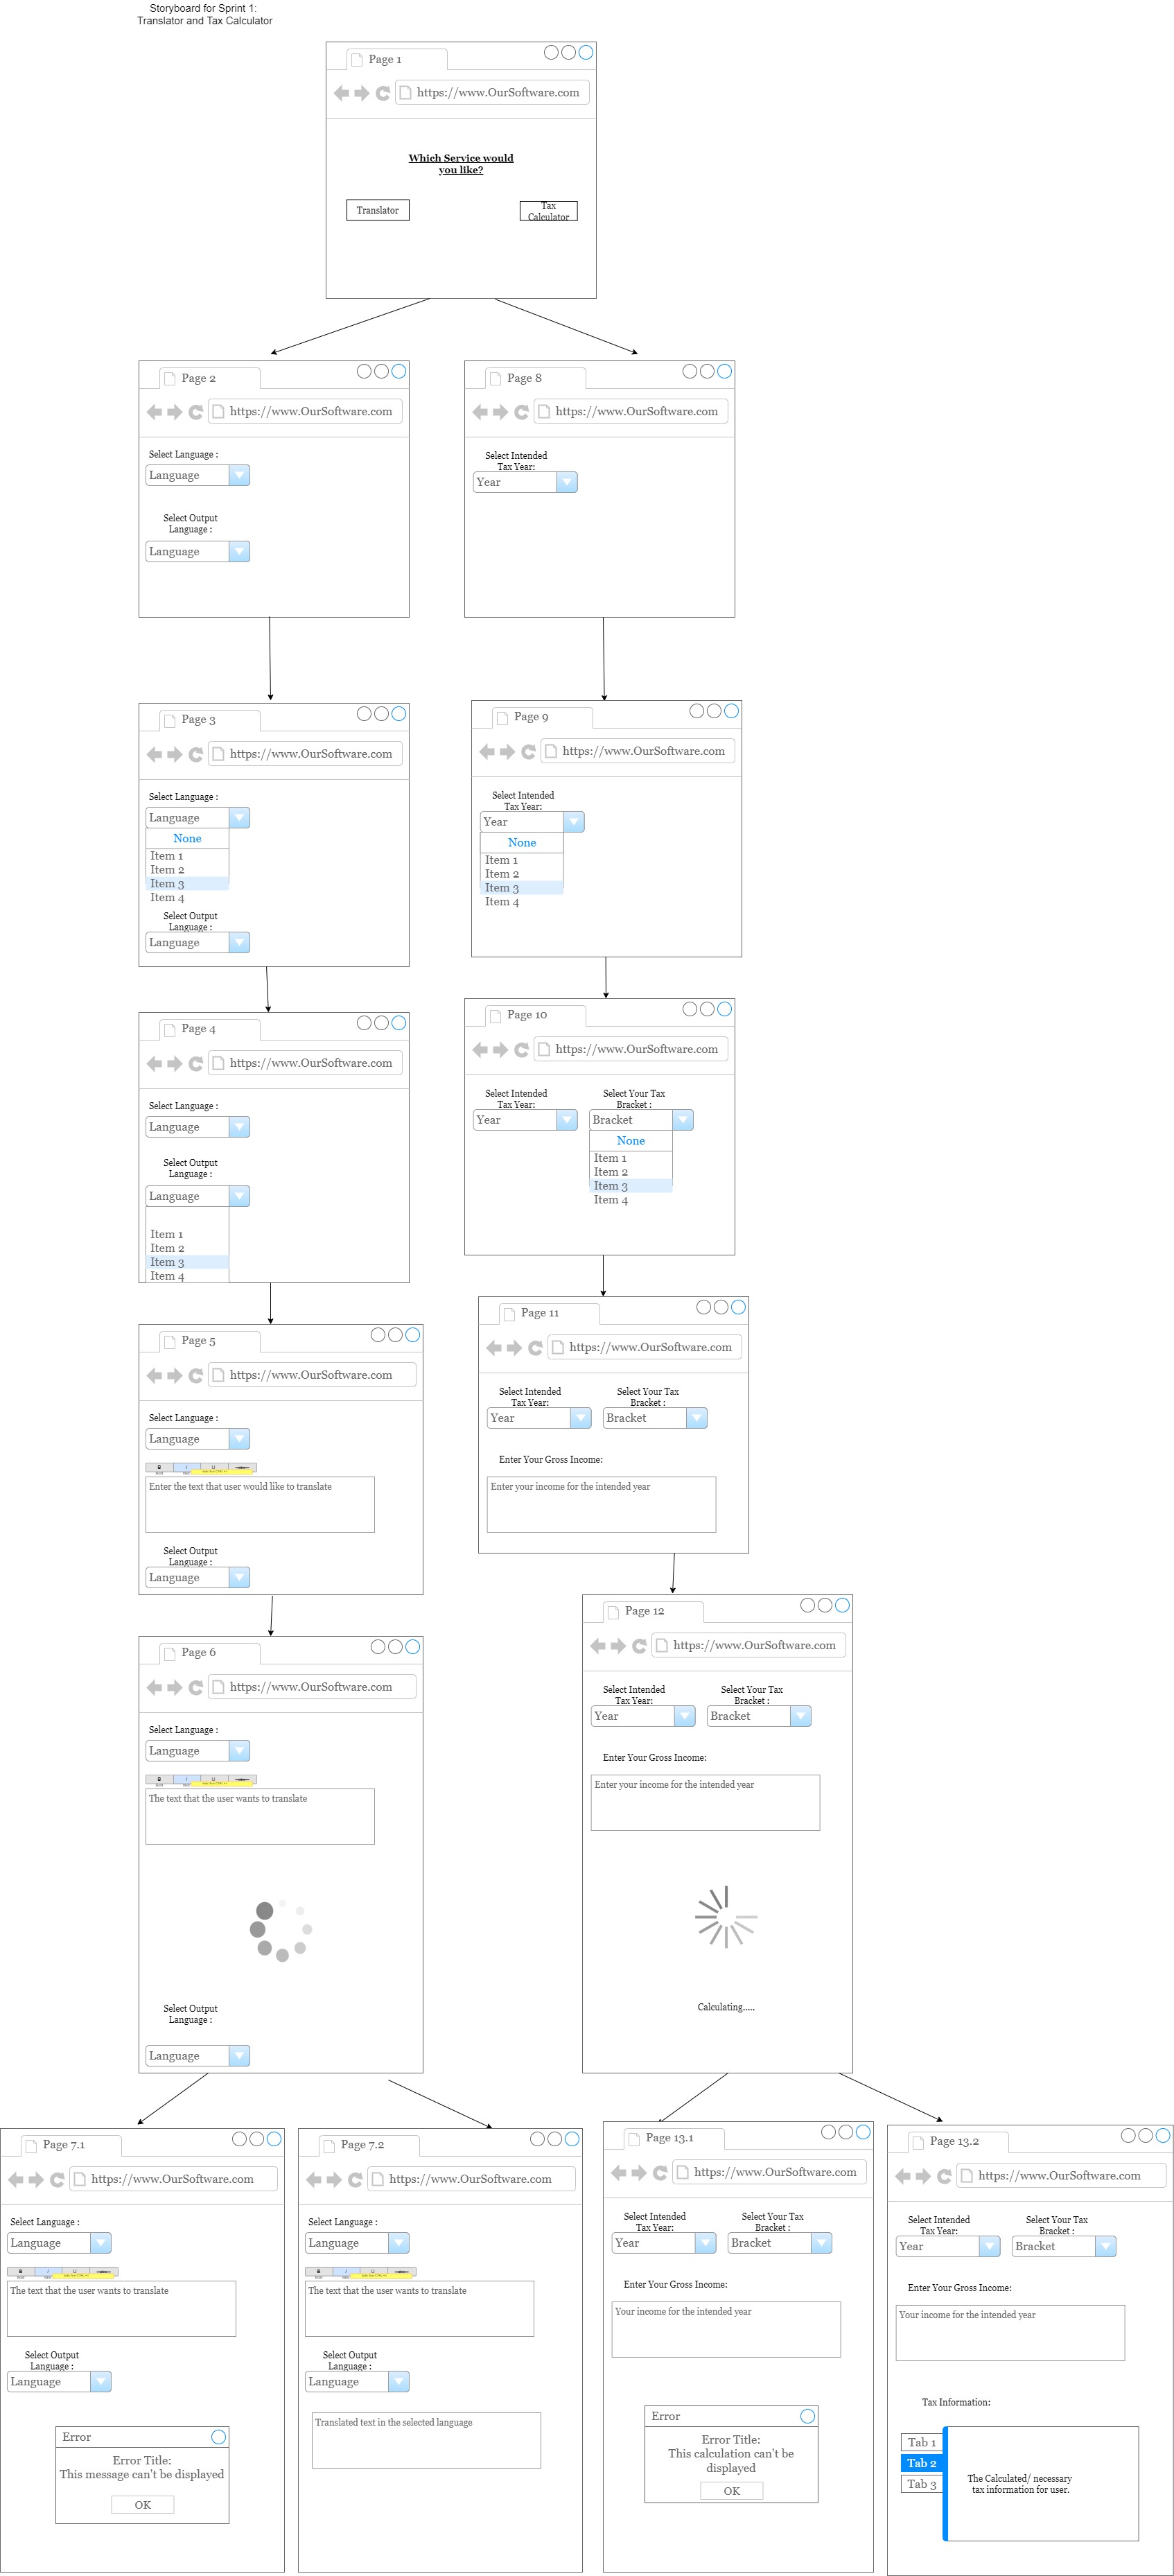 Storyboard for Sprint 1:
Translator and Tax Calculator
Page 1
https://www.OurSoftware.com
Which Service would
you like?
Translator
Tax
Calculator
Page 2
https://www.OurSoftware.com
Select Language :
Language
Select Output
Language :
Language
Page 8
https://www.OurSoftware.com
Select Intended
Tax Year:
Year
Page 3
https://www.OurSoftware.com
Select Language :
Language
None
Item 1
Item 2
Item 3
Item 4
Select Output
Language :
Language
Page 9
https://www.OurSoftware.com
Select Intended
Tax Year:
Year
None
Item 1
Item 2
Item 3
Item 4
Page 4
https://www.OurSoftware.com
Select Language :
Language
Select Output
Language :
Language
Item 1
Item 2
Item 3
Item 4
Page 10
https://www.OurSoftware.com
Select Intended
Tax Year:
Year
Select Your Tax
Bracket :
Bracket
None
Item 1
Item 2
Item 3
Item 4
Page 5
https://www.OurSoftware.com
Select Language :
Language
B I U
Enter the text that user would like to translate
Select Output
Language :
Language
Page 11
https://www.OurSoftware.com
Select Intended
Tax Year:
Year
Select Your Tax
Bracket :
Bracket
Enter Your Gross Income:
Enter your income for the intended year
Page 6
https://www.OurSoftware.com
Select Language :
Language
B I U
The text that the user wants to translate
Select Output
Language :
Language
Page 12
https://www.OurSoftware.com
Select Intended
Tax Year:
Year
Select Your Tax
Bracket :
Bracket
Enter Your Gross Income:
Enter your income for the intended year
Calculating.....
Page 7.1
https://www.OurSoftware.com
Select Language :
Language
B I U
The text that the user wants to translate
Select Output
Language :
Language
Error
Error Title:
This message can't be displayed
OK
Page 7.2
https://www.OurSoftware.com
Select Language :
Language
B I U
The text that the user wants to translate
Select Output
Language :
Language
Translated text in the selected language
Page 13.1
https://www.OurSoftware.com
Select Intended
Tax Year:
Year
Select Your Tax
Bracket :
Bracket
Enter Your Gross Income:
Your income for the intended year
Error
Error Title:
This calculation can't be
displayed
OK
Page 13.2
https://www.OurSoftware.com
Select Intended
Tax Year:
Year
Select Your Tax
Bracket :
Bracket
Enter Your Gross Income:
Your income for the intended year
Tax Information:
Tab 1
Tab 2
Tab 3
The Calculated/ necessary
tax information for user.